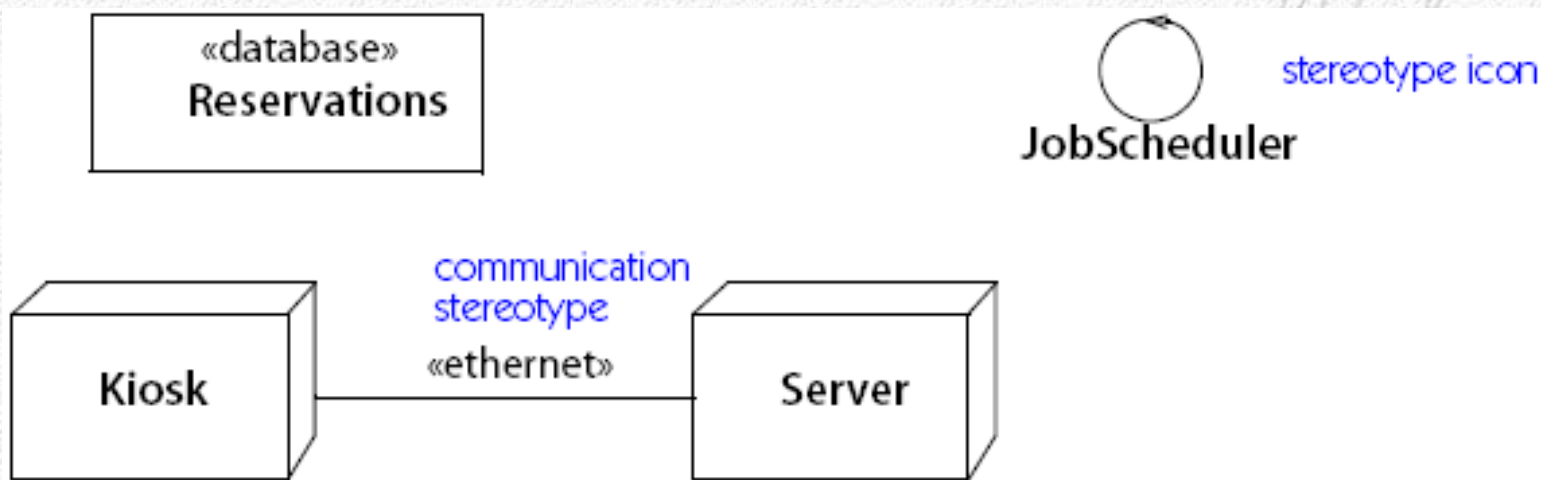 «database»
Reservations
stereotype icon
JobScheduler
communication
stereotype
«ethernet»
Kiosk
Server